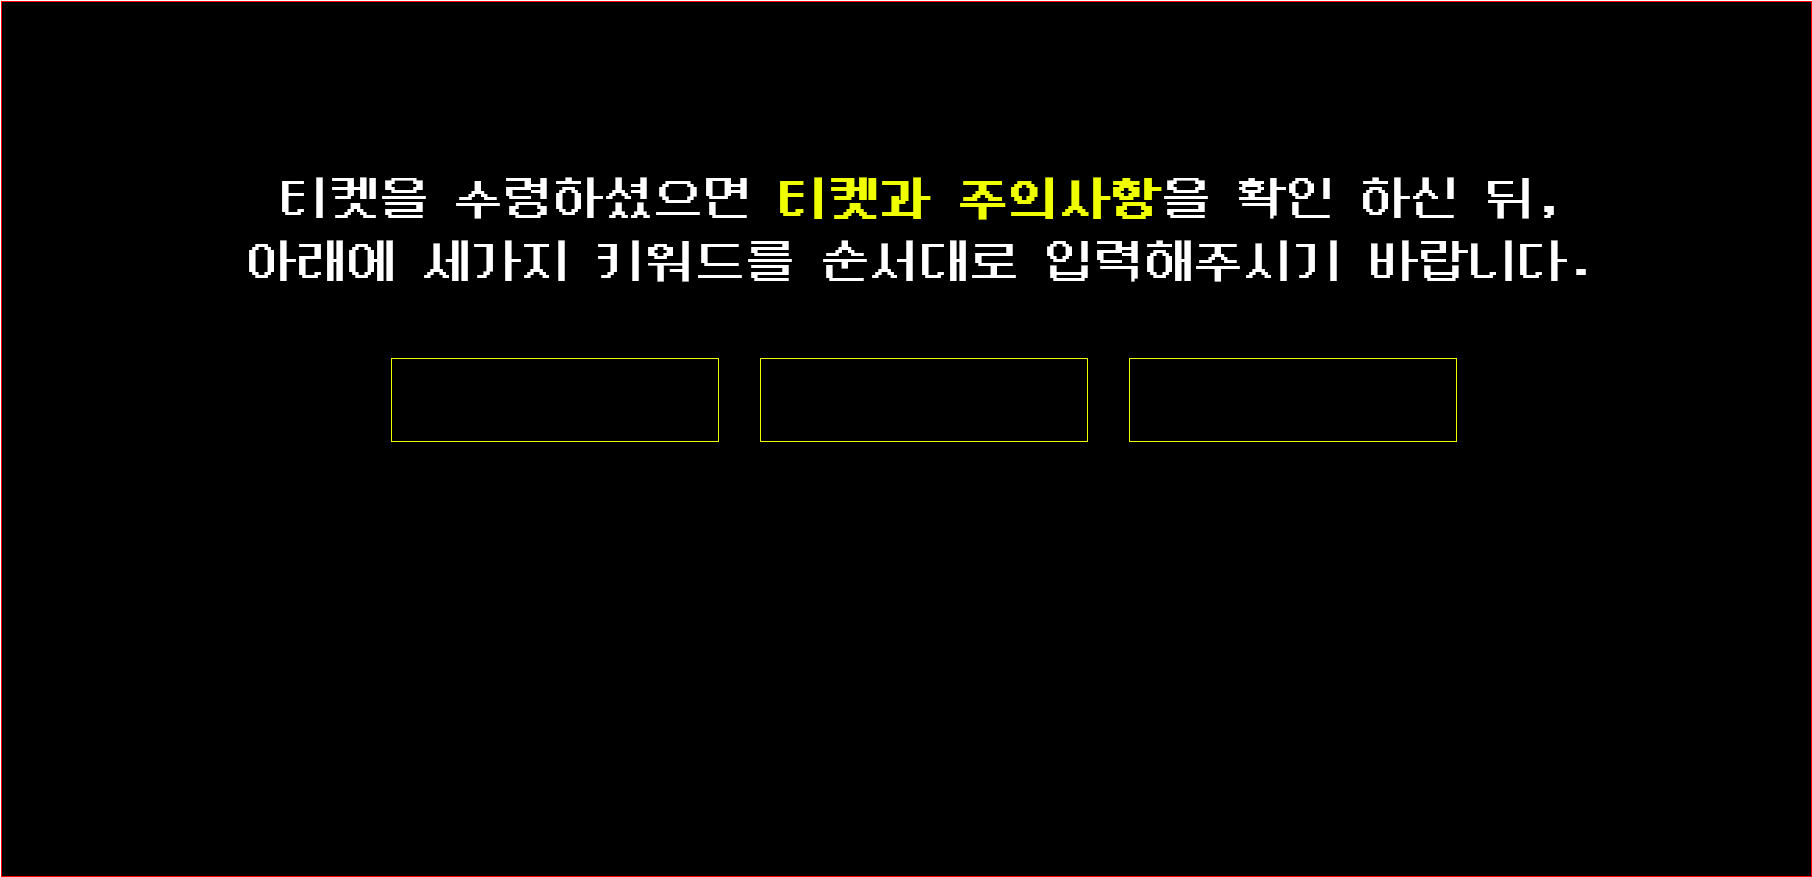 티켓을 수령하셨으면 티켓과 주의사항을 확인 하신 뒤,
아래에 세가지 키워드를 순서대로 입력해주시기 바랍니다.